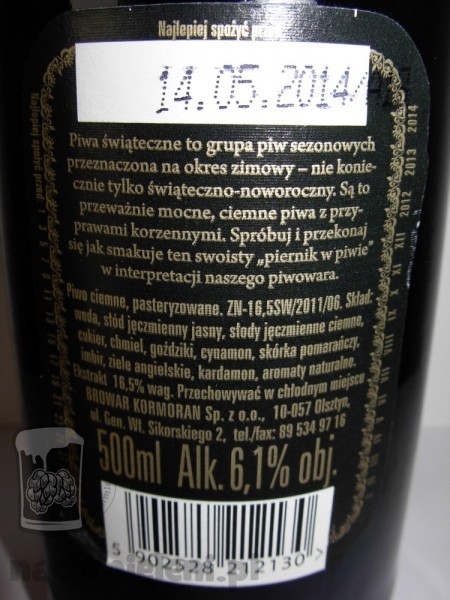 Najlepiej spożyć prz
14.05.2014/
Piwa świąteczne to grupa piw sezonowych
przeznaczona na okres zimowy – nie konie-
cznie tylko świąteczno-noworoczny. Są to
przeważnie mocne, ciemne piwa z przy-
prawami korzennymi. Spróbuj i przekonaj
się jak smakuje ten swoisty „piernik w piwie"
w interpretacji naszego piwowara.
Piwo ciemne, pasteryzowane. ZN-16,5SW/2011/06. Skład:
woda, słód jęczmienny jasny, słody jęczmienne ciemne,
cukier, chmiel, goździki, cynamon, skórka pomarańczy,
imbir, ziele angielskie, kardamon, aromaty naturalne.
Ekstrakt 16,5% wag. Przechowywać w chłodnym miejscu
BROWAR KORMORAN Sp. z o.o., 10-057 Olsztyn,
ul. Gen. Wł. Sikorskiego 2, tel./fax: 89 534 97 16
500ml Alk. 6,1% obj.
5 902528 212130 >
Najlepiej spożyć przed:
2012 2013 2014